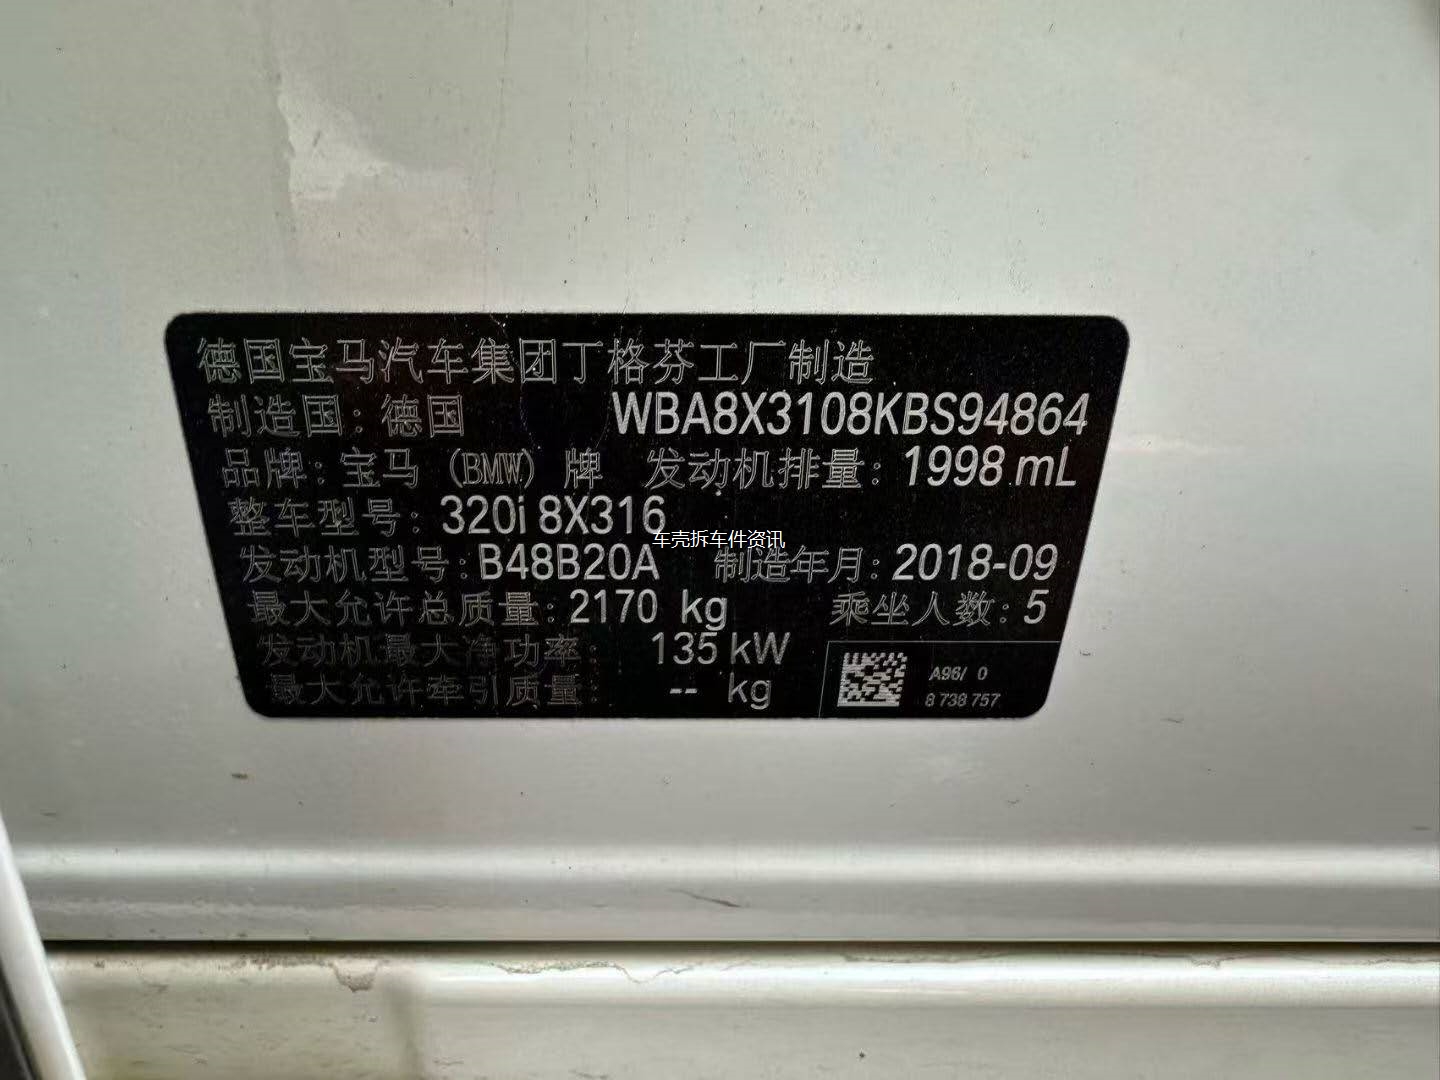 德国宝马汽车集团丁格芬工厂制造
制造国：德国 WBA8X3108KBS94864
品牌：宝马（BMW）牌 发动机排量：1998 mL
整车型号：320i 8X316
车壳拆车件资讯
发动机型号：B48B20A 制造年月：2018-09
最大允许总质量：2170 kg 乘坐人数：5
发动机最大净功率： 135 kW
最大允许牵引质量： -- kg
A96/ 0
8 738 757